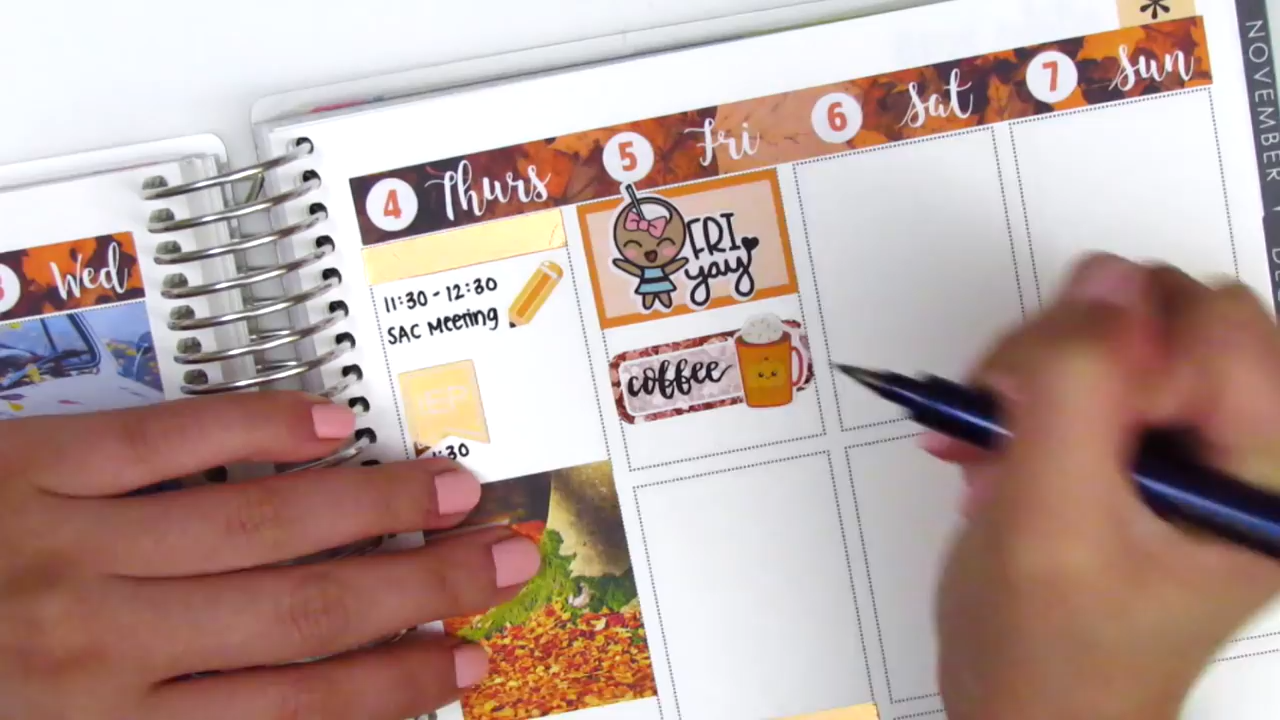 Wed
4 Thurs
5 Fri
6 Sat
7 Sun
*
NOVEMBER
11:30 - 12:30
SAC Meeting
FRI
yay
coffee
:30